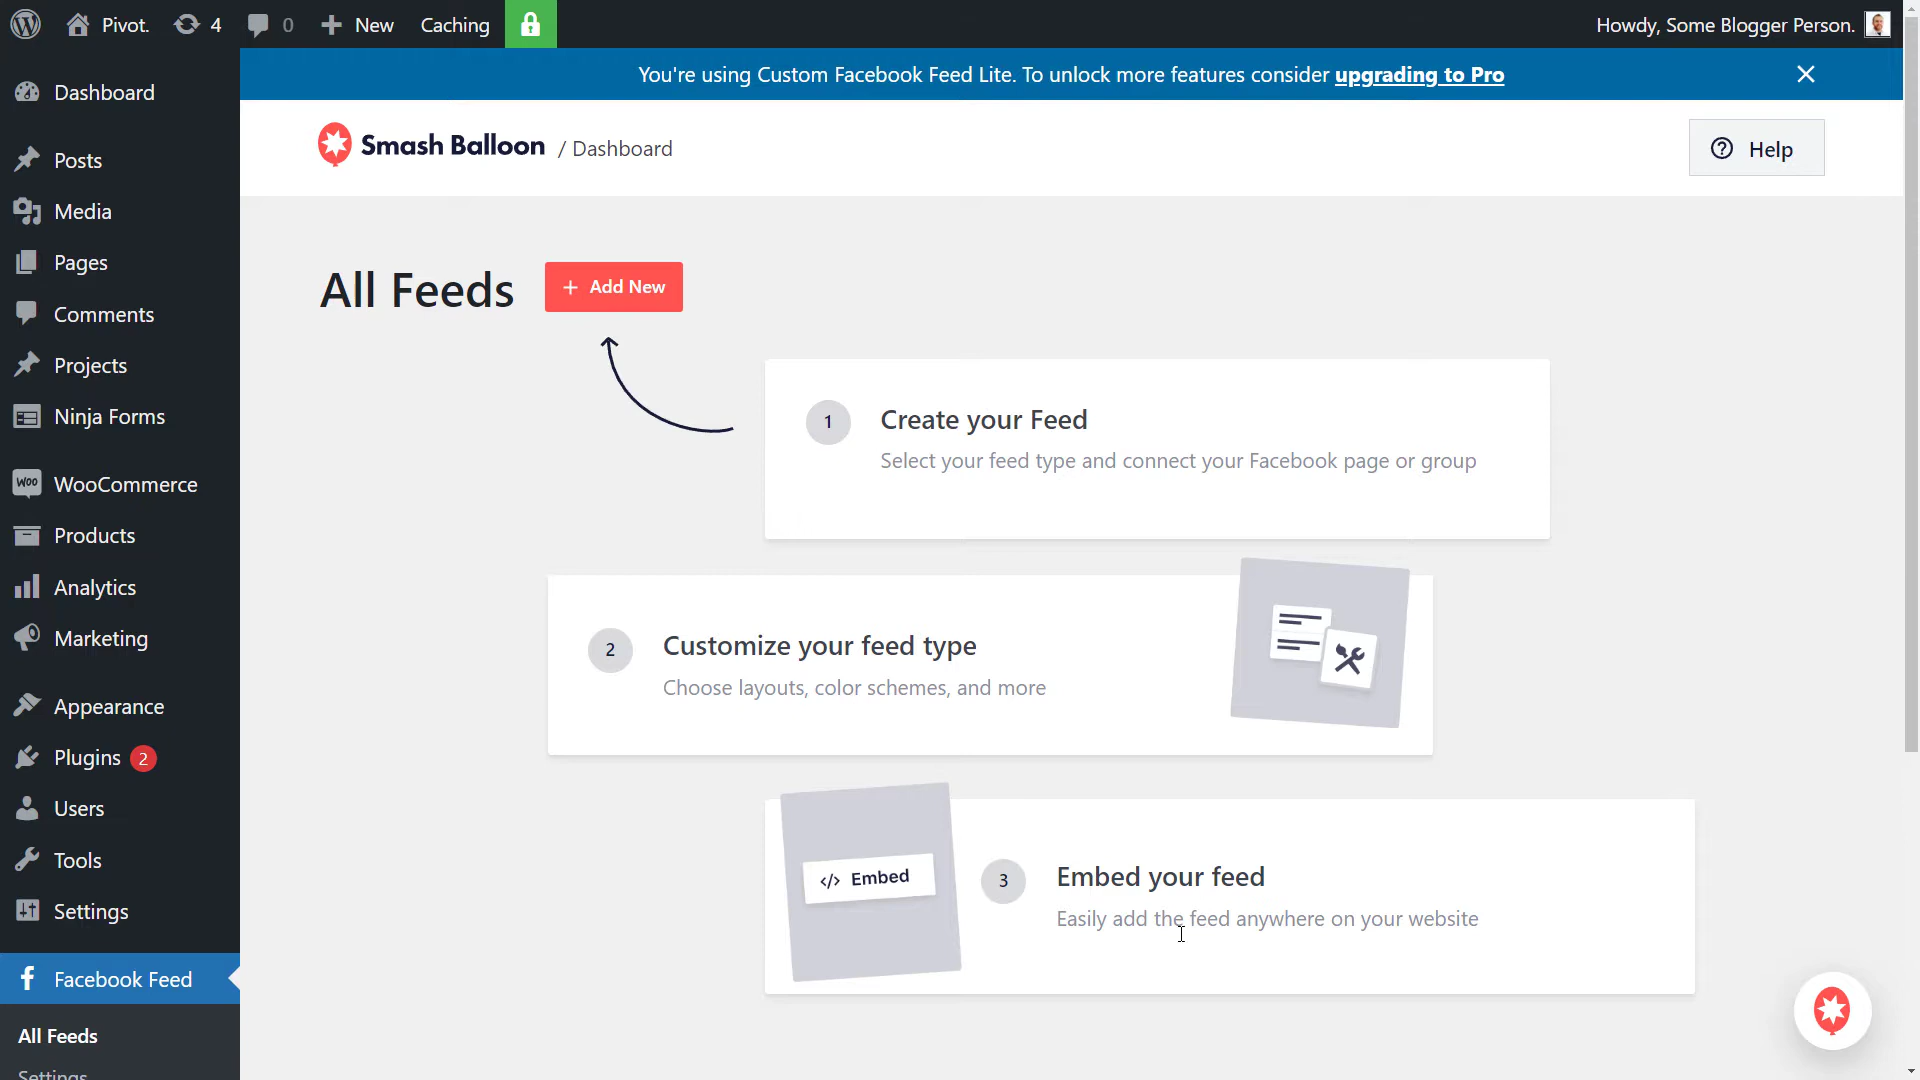 Pivot.
4
0
New
Caching
Howdy, Some Blogger Person.
You're using Custom Facebook Feed Lite. To unlock more features consider upgrading to Pro
Smash Balloon / Dashboard
Help
Dashboard
Posts
Media
Pages
Comments
Projects
Ninja Forms
Woo WooCommerce
Products
Analytics
Marketing
Appearance
Plugins 2
Users
Tools
Settings
Facebook Feed
All Feeds
Settings
All Feeds
+ Add New
1
Create your Feed
Select your feed type and connect your Facebook page or group
2
Customize your feed type
Choose layouts, color schemes, and more
</> Embed
3
Embed your feed
Easily add the feed anywhere on your website